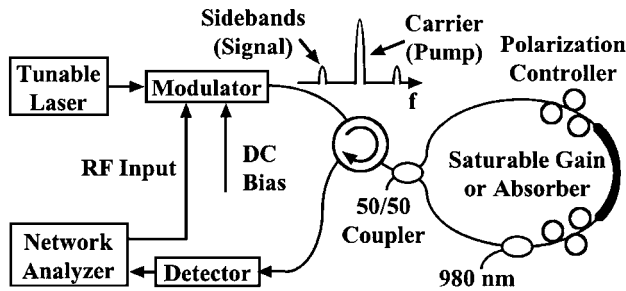 Sidebands
(Signal)
Carrier
(Pump)
f
Polarization
Controller
Tunable
Laser
Modulator
RF Input
DC
Bias
Saturable Gain
or Absorber
50/50
Coupler
Network
Analyzer
Detector
980 nm